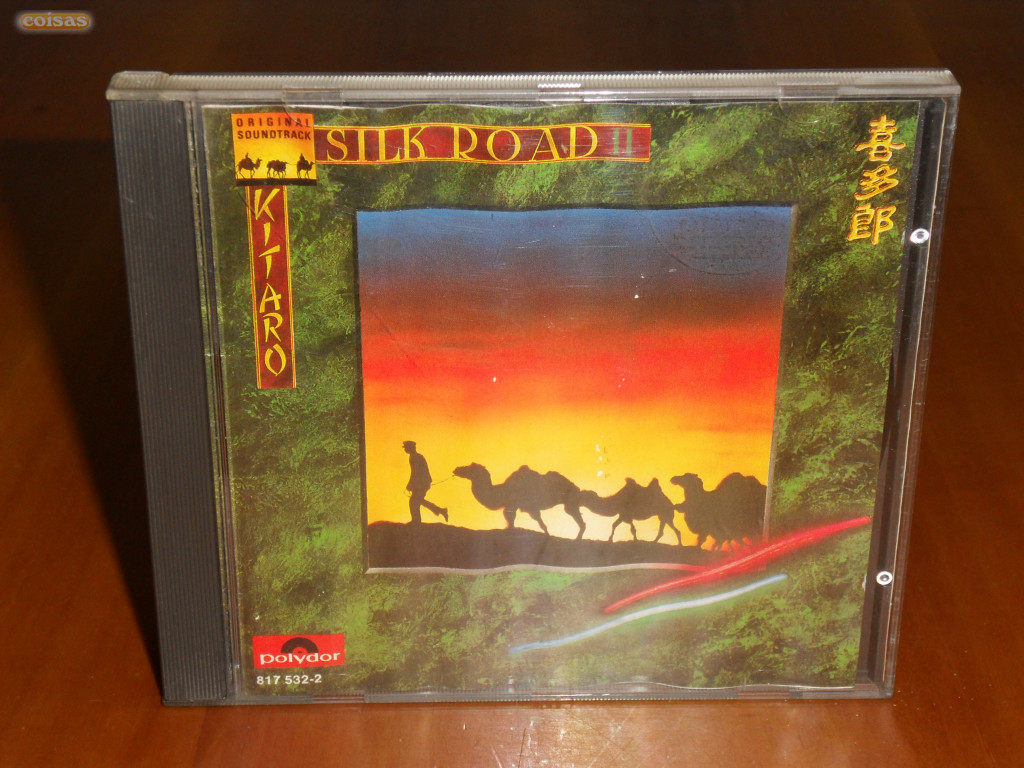 coisas
ORIGINAL
SOUNDTRACK
SILK ROAD II
KITARO
喜多郎
polydor
817 532-2